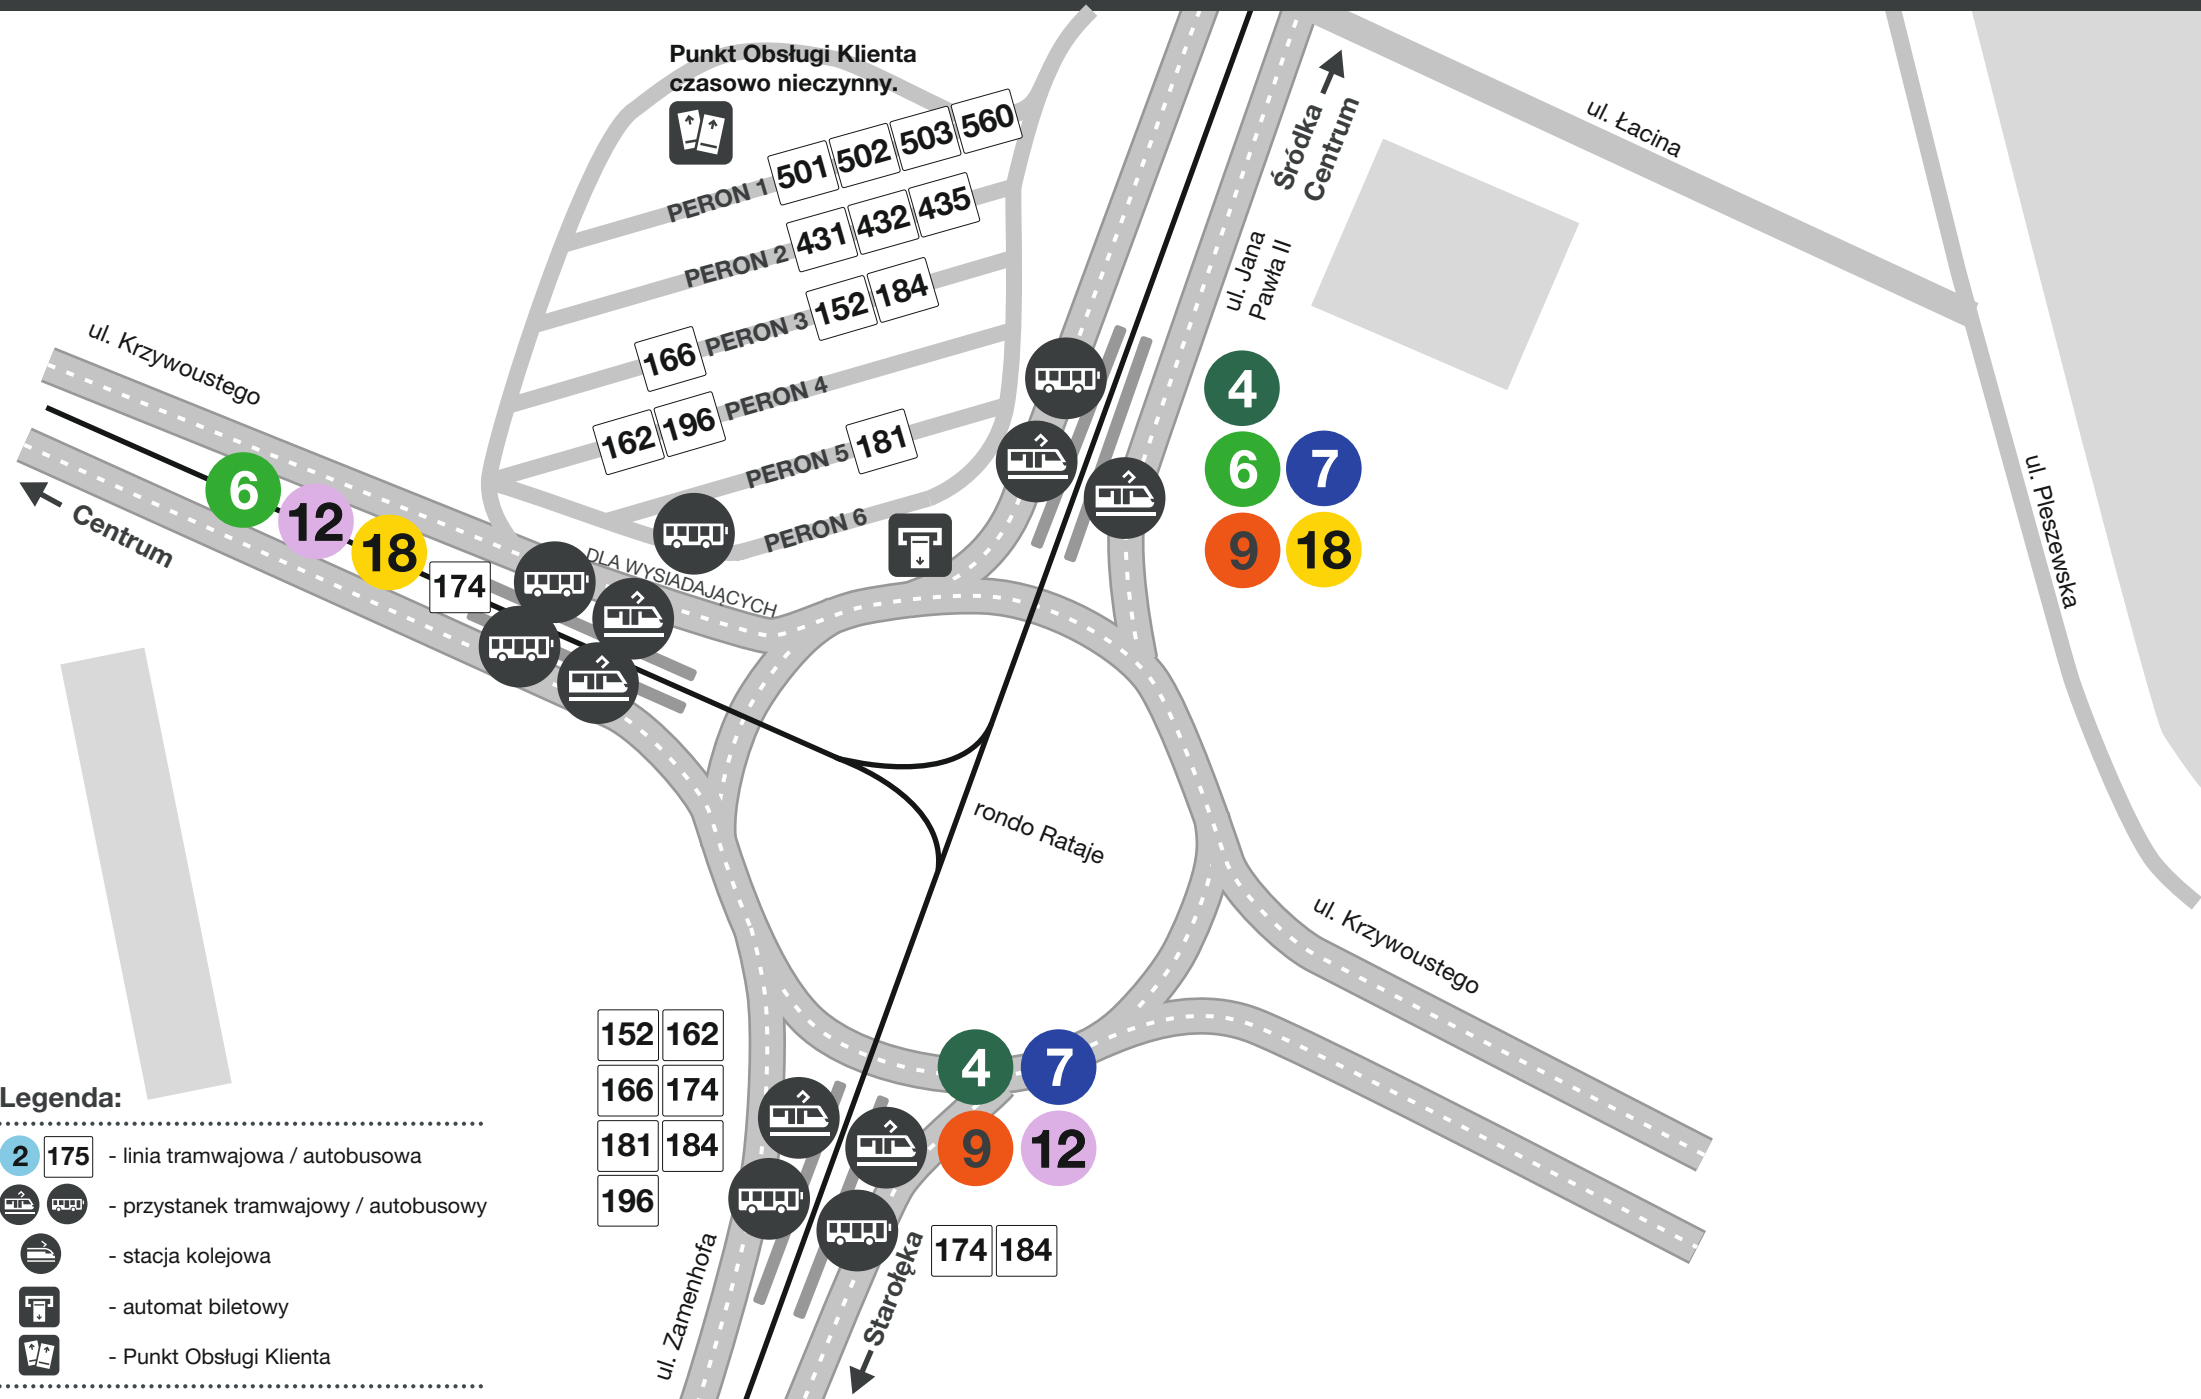 Punkt Obsługi Klienta
czasowo nieczynny.
PERON 1 501 502 503 560
PERON 2 431 432 435
166 PERON 3 152 184
162 196 PERON 4
PERON 5 181
PERON 6
DLA WYSIADAJĄCYCH
Śródka
Centrum
ul. Jana
Pawła II
ul. Łacina
ul. Pleszewska
ul. Krzywoustego
Centrum
6 12 18 174
4
6 7
9 18
rondo Rataje
ul. Krzywoustego
152 162
166 174
181 184
196
4 7
9 12
174 184
ul. Zamenhofa
Starołęka
Legenda:
2 175 - linia tramwajowa / autobusowa
- przystanek tramwajowy / autobusowy
- stacja kolejowa
- automat biletowy
- Punkt Obsługi Klienta